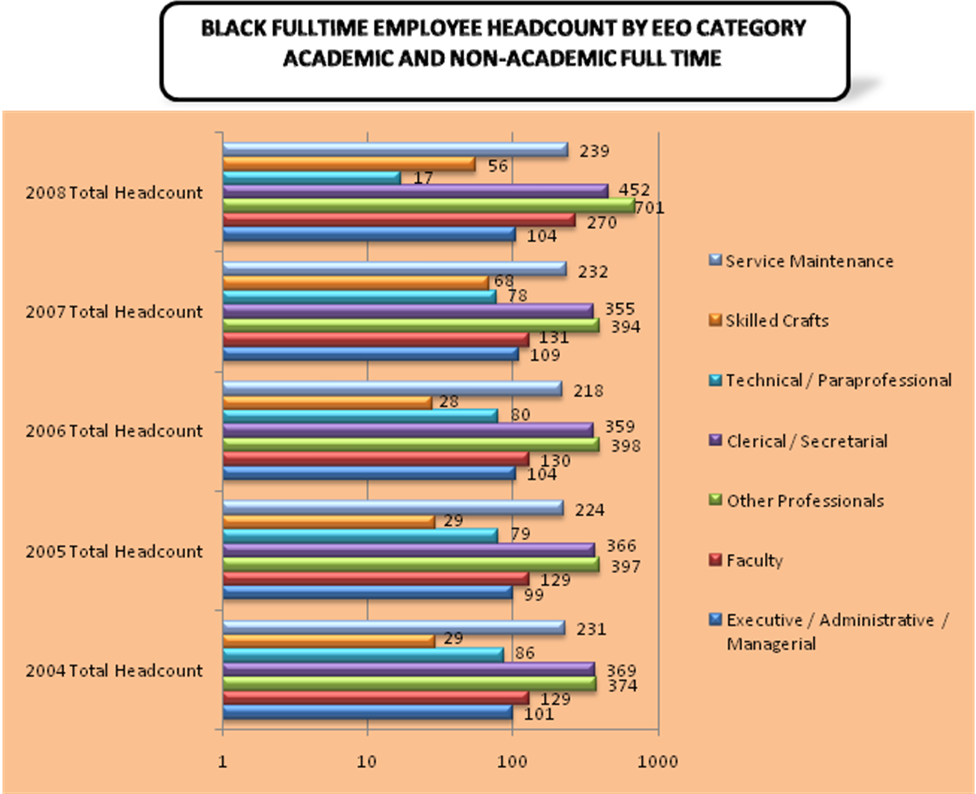 BLACK FULLTIME EMPLOYEE HEADCOUNT BY EEO CATEGORY
ACADEMIC AND NON-ACADEMIC FULL TIME
2008 Total Headcount
239
56
17
452
701
270
104
2007 Total Headcount
232
68
78
355
394
131
109
2006 Total Headcount
218
28
80
359
398
130
104
2005 Total Headcount
224
29
79
366
397
129
99
2004 Total Headcount
231
29
86
369
374
129
101
1 10 100 1000
Service Maintenance
Skilled Crafts
Technical / Paraprofessional
Clerical / Secretarial
Other Professionals
Faculty
Executive / Administrative /
Managerial